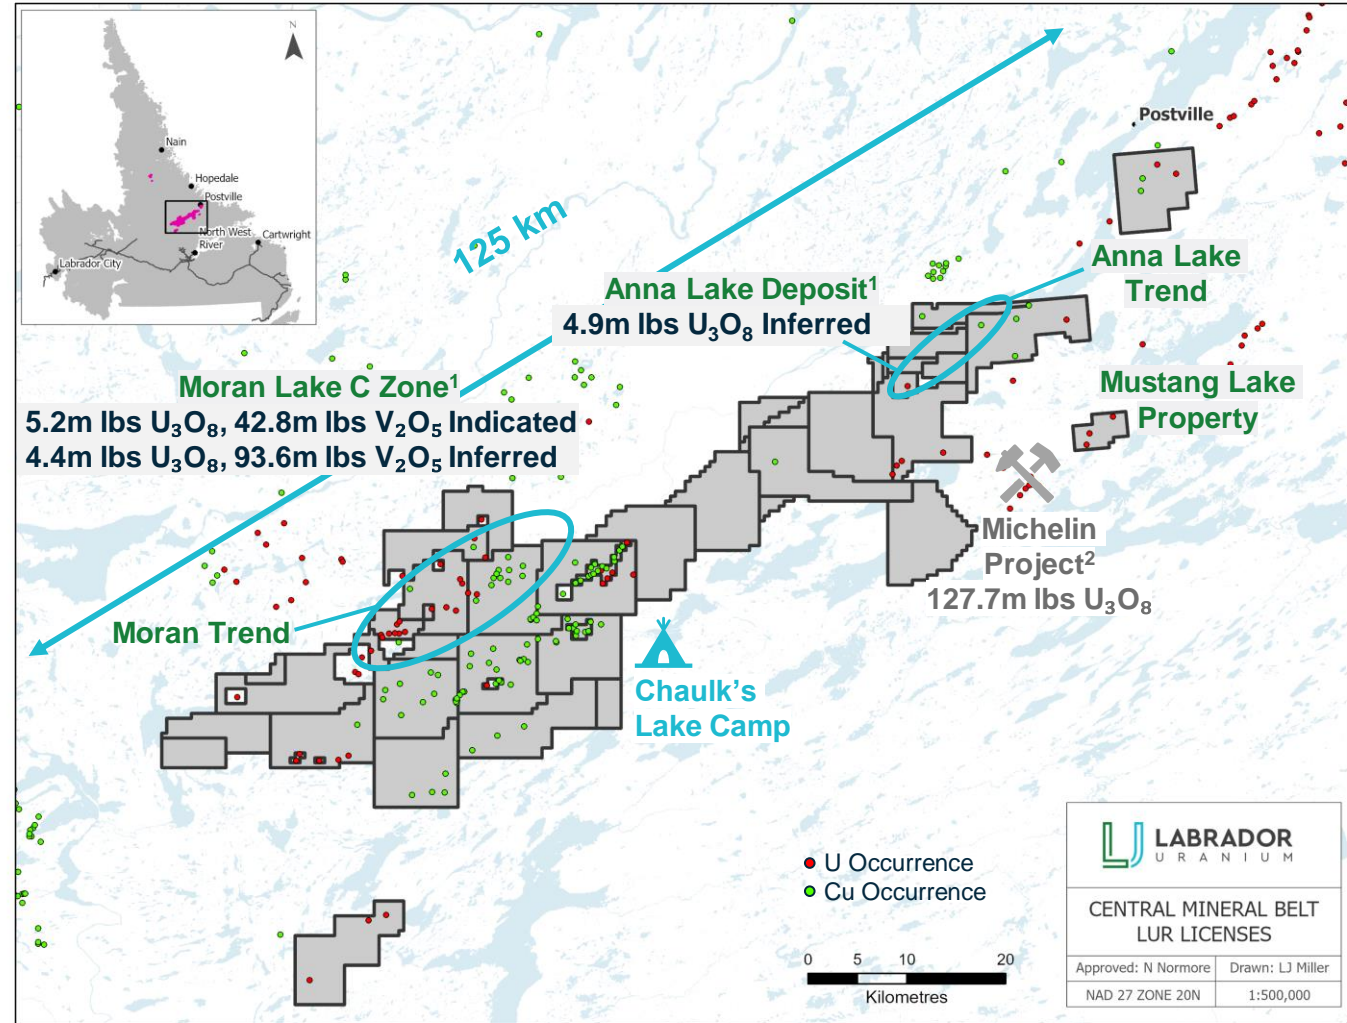 N
Nain
Hopedale
Postville
North West
River
Cartwright
Labrador City
125 km
Postville
Anna Lake
Trend
Anna Lake Deposit¹
4.9m lbs U₃O₈ Inferred
Moran Lake C Zone¹
5.2m lbs U₃O₈, 42.8m lbs V₂O₅ Indicated
4.4m lbs U₃O₈, 93.6m lbs V₂O₅ Inferred
Mustang Lake
Property
Michelin
Project²
127.7m lbs U₃O₈
Moran Trend
Chaulk's
Lake Camp
U Occurrence
Cu Occurrence
0 5 10 20
Kilometres
LABRADOR
URANIUM
CENTRAL MINERAL BELT
LUR LICENSES
Approved: N Normore Drawn: LJ Miller
NAD 27 ZONE 20N 1:500,000